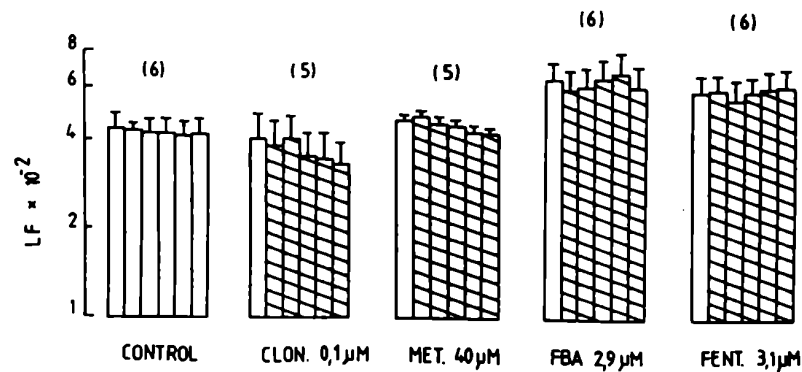 (6)
(6)
8
(6)
(5)
(5)
6
4
LF × 10⁻²
2
1
CONTROL
CLON. 0,1μM
MET. 40μM
FBA 2,9μM
FENT. 3,1μM